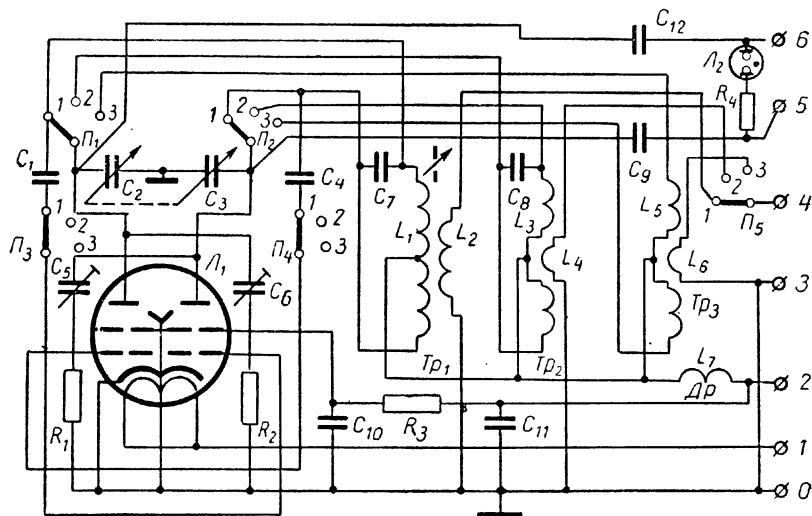 C₁₂
6
Л₂
R₄
5
1 2 3
П₁
1 2 3
П₂
C₁
C₂
C₃
C₄
C₇
C₈
C₉
L₁
L₂
L₃
L₄
L₅
L₆
2 3
1
П₅
4
1 2 3
П₃
C₅
Л₁
C₆
1 2 3
П₄
3
Тр₁
Тр₂
Тр₃
L₇
Др
2
R₁
R₂
C₁₀
R₃
C₁₁
1
0